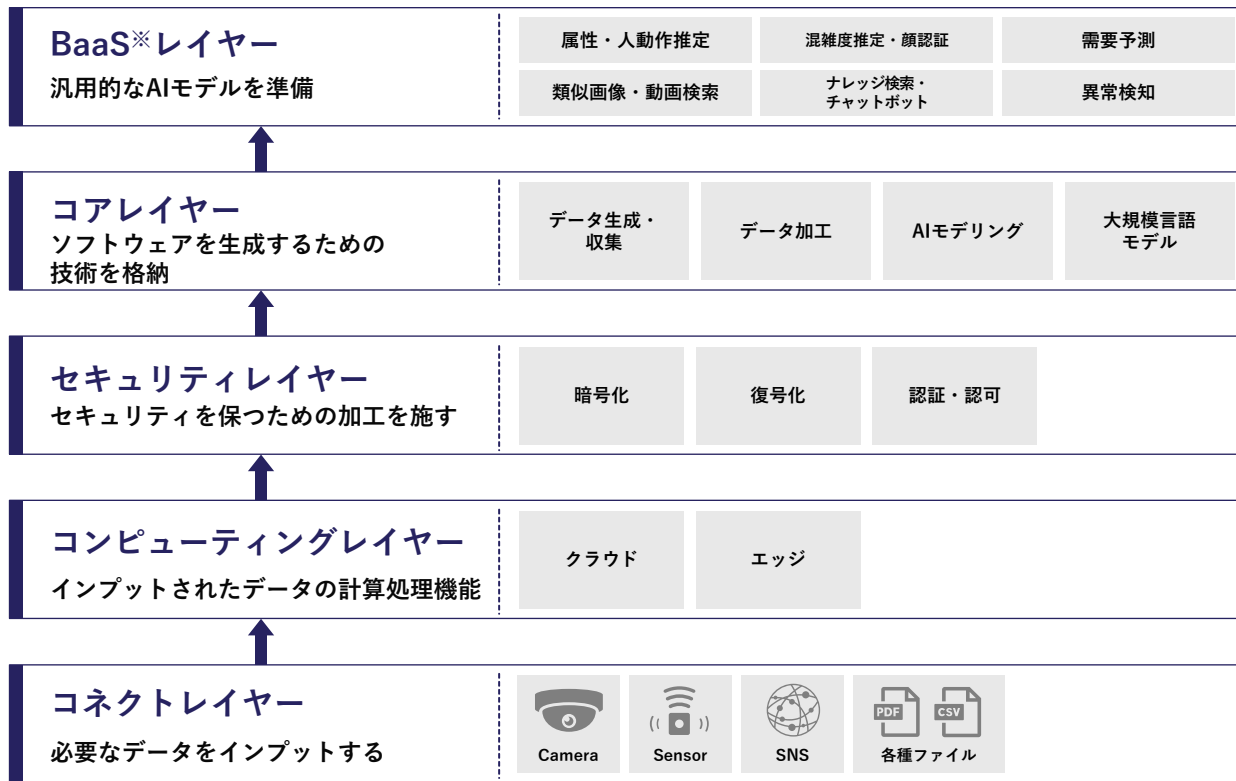 BaaS※レイヤー
汎用的なAIモデルを準備
属性・人動作推定
混雑度推定・顔認証
需要予測
類似画像・動画検索
ナレッジ検索・
チャットボット
異常検知
コアレイヤー
ソフトウェアを生成するための
技術を格納
データ生成・
収集
データ加工
AIモデリング
大規模言語
モデル
セキュリティレイヤー
セキュリティを保つための加工を施す
暗号化
復号化
認証・認可
コンピューティングレイヤー
インプットされたデータの計算処理機能
クラウド
エッジ
コネクトレイヤー
必要なデータをインプットする
Camera
Sensor
SNS
PDF
CSV
各種ファイル